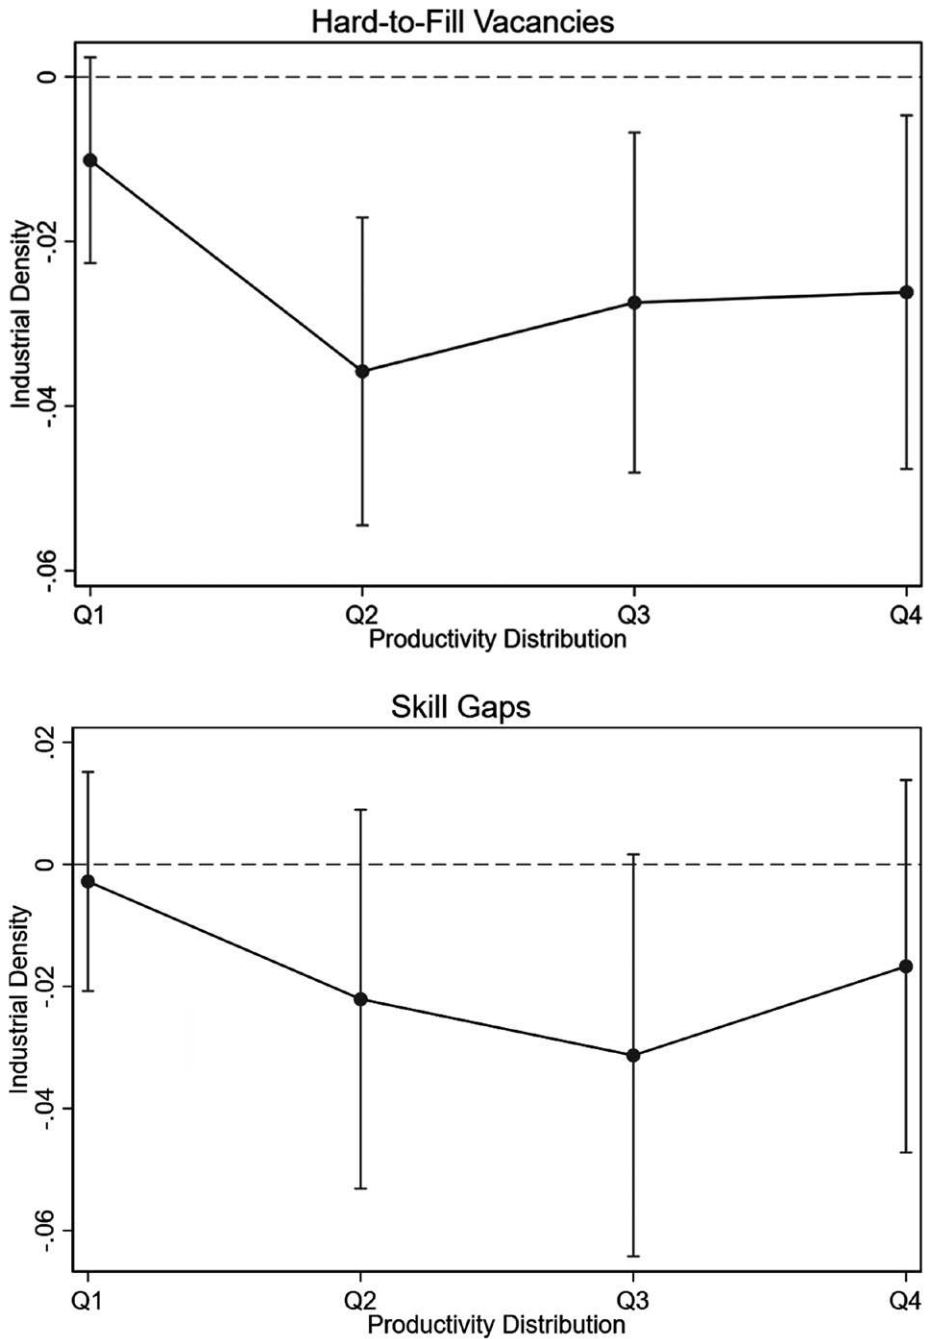 Hard-to-Fill Vacancies
0
-.02
-.04
-.06
Industrial Density
Q1 Q2 Q3 Q4
Productivity Distribution
Skill Gaps
.02
0
-.02
-.04
-.06
Industrial Density
Q1 Q2 Q3 Q4
Productivity Distribution